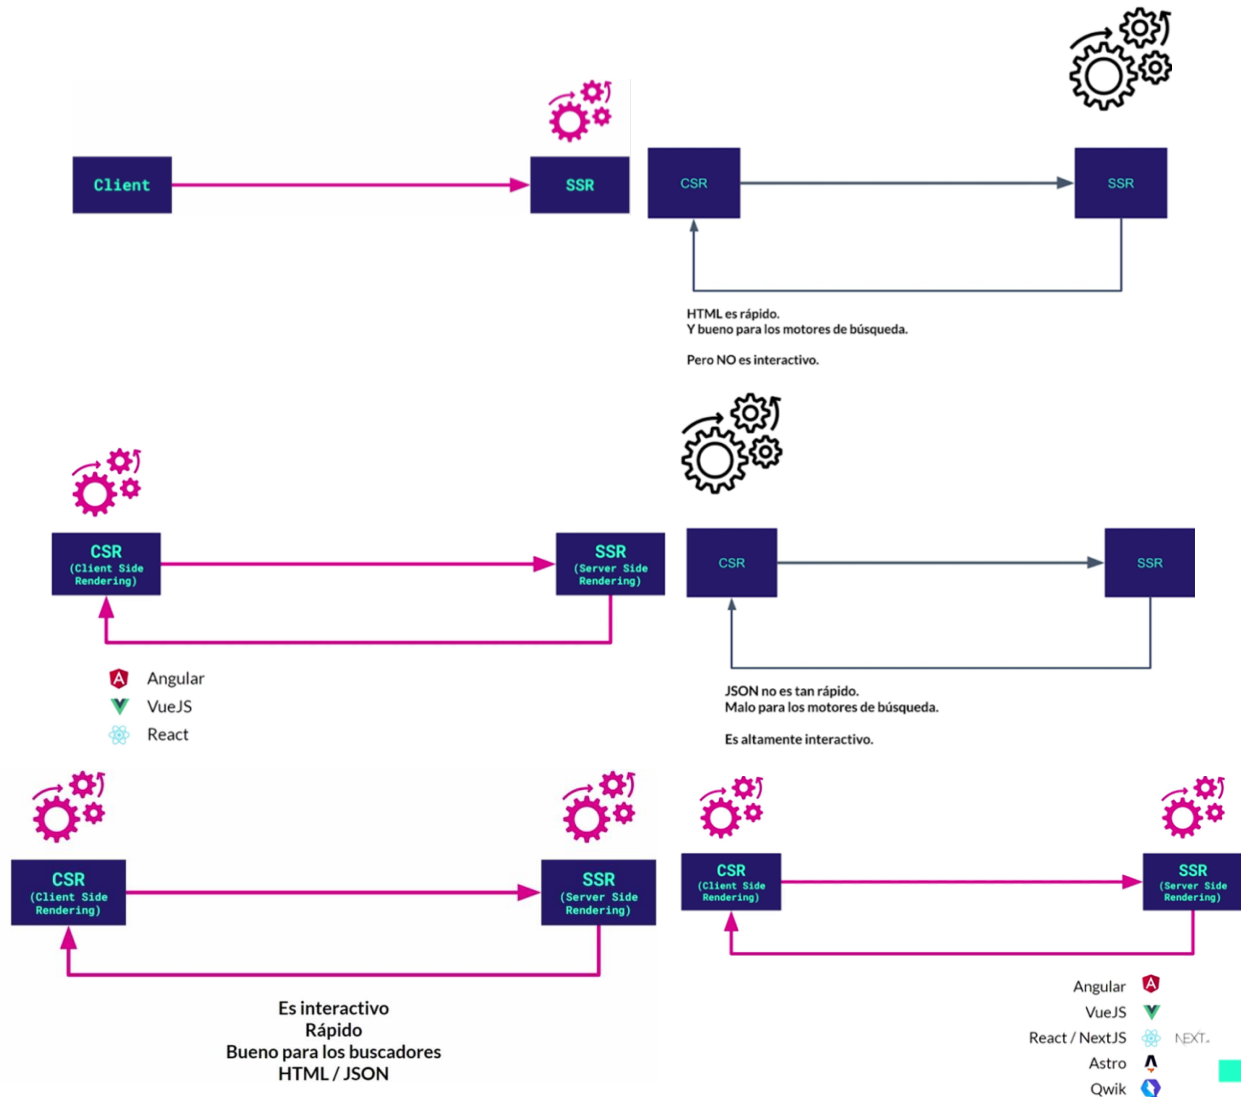 Client
SSR
CSR
SSR
HTML es rápido.
Y bueno para los motores de búsqueda.
Pero NO es interactivo.
CSR
(Client Side
Rendering)
SSR
(Server Side
Rendering)
Angular
VueJS
React
CSR
SSR
JSON no es tan rápido.
Malo para los motores de búsqueda.
Es altamente interactivo.
CSR
(Client Side
Rendering)
SSR
(Server Side
Rendering)
Es interactivo
Rápido
Bueno para los buscadores
HTML / JSON
CSR
(Client Side
Rendering)
SSR
(Server Side
Rendering)
Angular
VueJS
React / NextJS NEXT.JS
Astro
Qwik